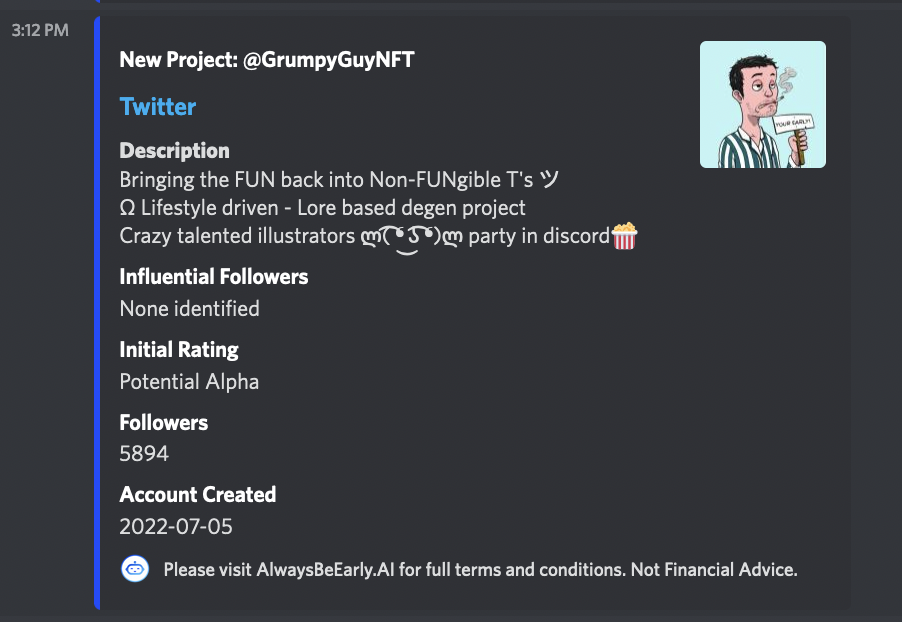 3:12 PM
New Project: @GrumpyGuyNFT
Twitter
YOUR EARLY!
Description
Bringing the FUN back into Non-FUNgible T's ツ
Ω Lifestyle driven - Lore based degen project
Crazy talented illustrators ლ(͡° ͜ʖ ͡°)ლ party in discord🍿
Influential Followers
None identified
Initial Rating
Potential Alpha
Followers
5894
Account Created
2022-07-05
Please visit AlwaysBeEarly.AI for full terms and conditions. Not Financial Advice.